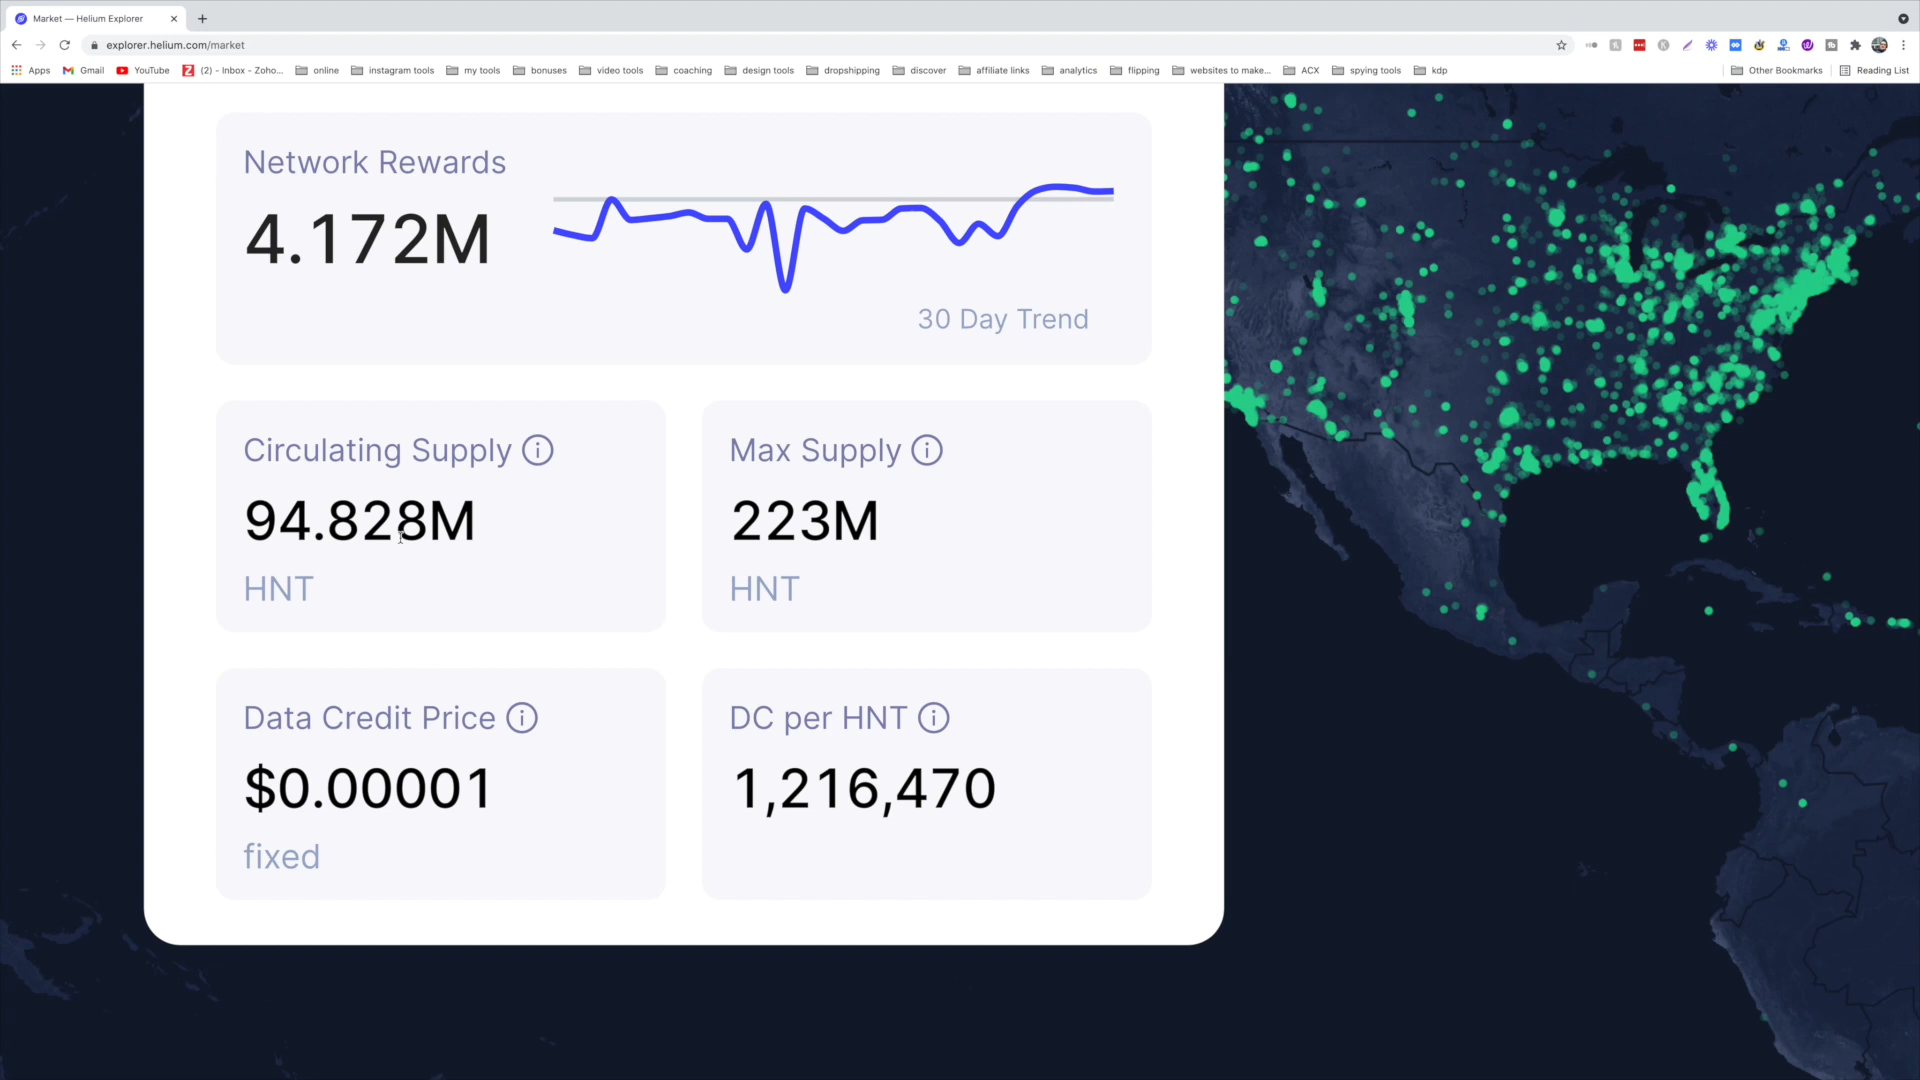 Market — Helium Explorer
explorer.helium.com/market
Apps Gmail YouTube (2) - Inbox - Zoho... online instagram tools my tools bonuses video tools coaching design tools dropshipping discover affiliate links analytics flipping websites to make... ACX spying tools kdp Other Bookmarks Reading List
Network Rewards
4.172M
30 Day Trend
Circulating Supply
94.828M
HNT
Max Supply
223M
HNT
Data Credit Price
$0.00001
fixed
DC per HNT
1,216,470